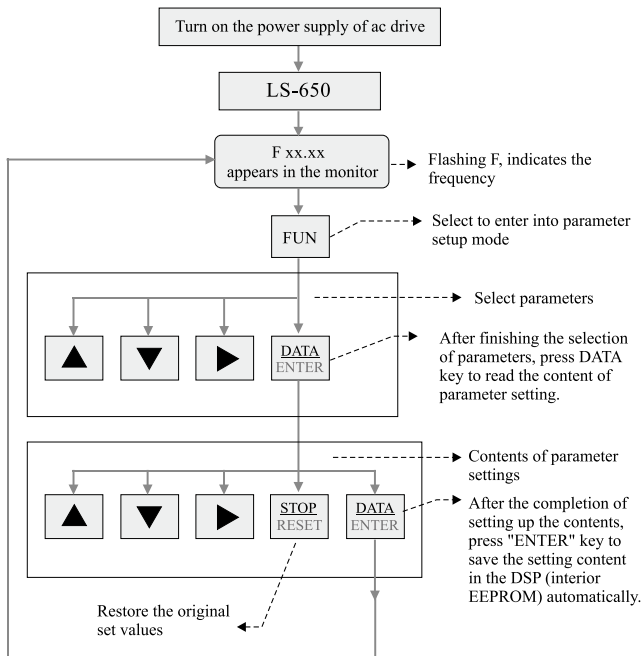 Turn on the power supply of ac drive
LS-650
F xx.xx
appears in the monitor
Flashing F, indicates the
frequency
FUN
Select to enter into parameter
setup mode
Select parameters
DATA
ENTER
After finishing the selection
of parameters, press DATA
key to read the content of
parameter setting.
Contents of parameter
settings
STOP
RESET
DATA
ENTER
After the completion of
setting up the contents,
press "ENTER" key to
save the setting content
in the DSP (interior
EEPROM) automatically.
Restore the original
set values